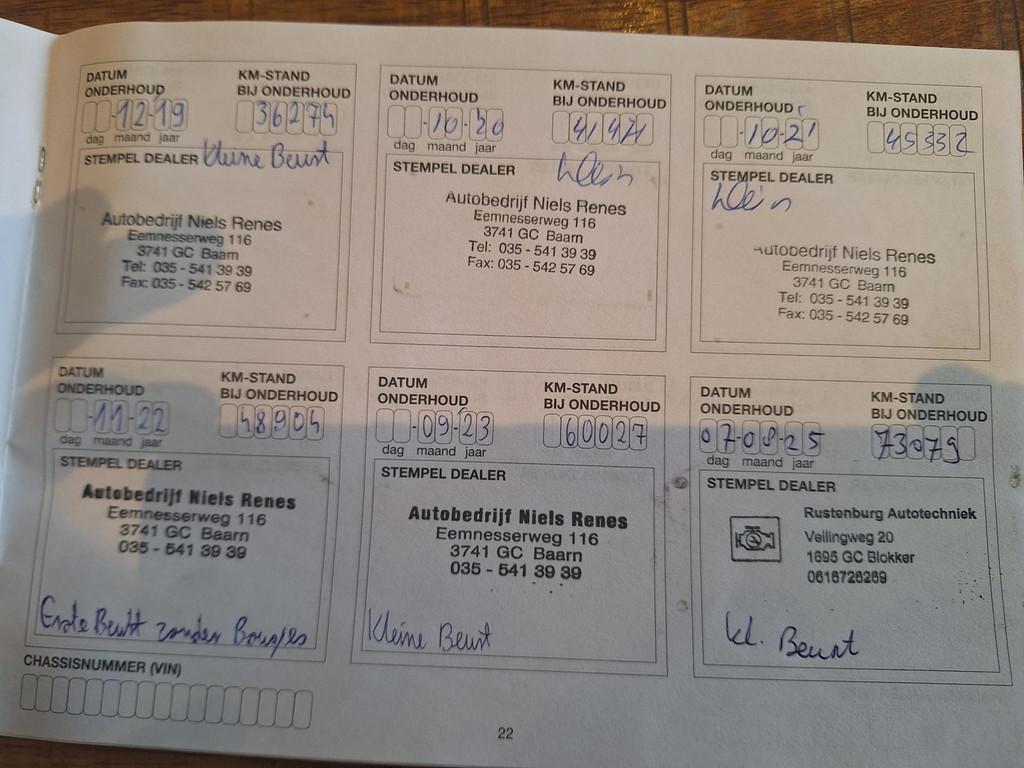 DATUM ONDERHOUD
12-19
dag maand jaar
KM-STAND BIJ ONDERHOUD
36274
STEMPEL DEALER Kleine Beurt
Autobedrijf Niels Renes
Eemnesserweg 116
3741 GC Baarn
Tel: 035 - 541 39 39
Fax: 035 - 542 57 69
DATUM ONDERHOUD
10-20
dag maand jaar
KM-STAND BIJ ONDERHOUD
STEMPEL DEALER
Autobedrijf Niels Renes
Eemnesserweg 116
3741 GC Baarn
Tel: 035 - 541 39 39
Fax: 035 - 542 57 69
DATUM ONDERHOUD
10-21
dag maand jaar
KM-STAND BIJ ONDERHOUD
45332
STEMPEL DEALER
Klein
Autobedrijf Niels Renes
Eemnesserweg 116
3741 GC Baarn
Tel: 035 - 541 39 39
Fax: 035 - 542 57 69
DATUM ONDERHOUD
11-22
dag maand jaar
KM-STAND BIJ ONDERHOUD
48904
STEMPEL DEALER
Autobedrijf Niels Renes
Eemnesserweg 116
3741 GC Baarn
035 - 541 39 39
Grote Beurt zonder Bougies
DATUM ONDERHOUD
09-23
dag maand jaar
KM-STAND BIJ ONDERHOUD
60027
STEMPEL DEALER
Autobedrijf Niels Renes
Eemnesserweg 116
3741 GC Baarn
035 - 541 39 39
Kleine Beurt
DATUM ONDERHOUD
07-08-25
dag maand jaar
KM-STAND BIJ ONDERHOUD
73079
STEMPEL DEALER
Rustenburg Autotechniek
Veilingweg 20
1695 GC Blokker
0616726269
kl. Beurt
CHASSISNUMMER (VIN)
22